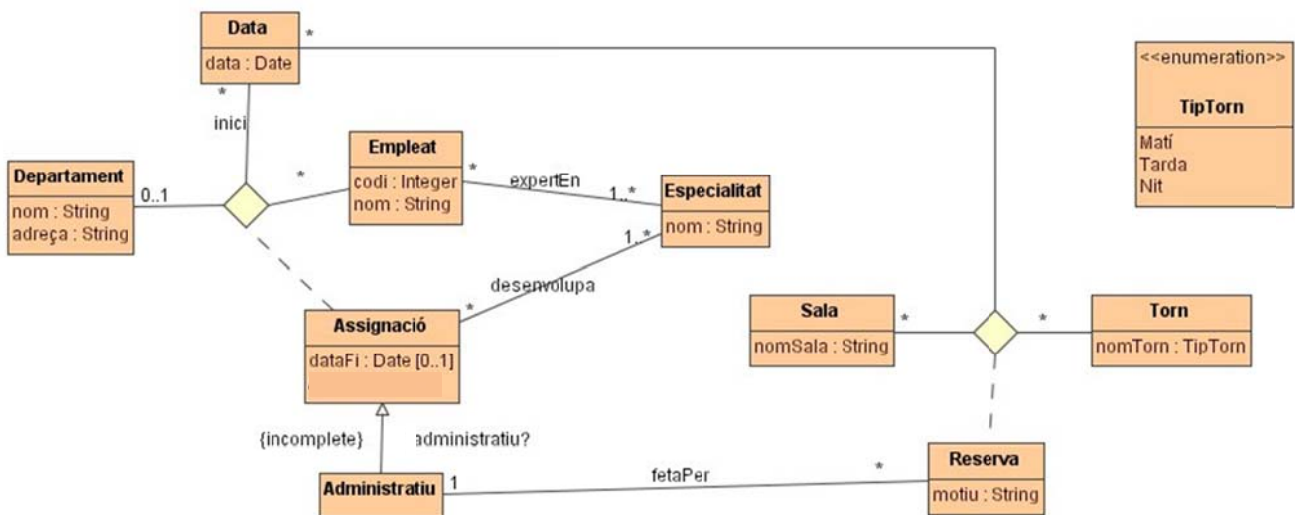 Data
data : Date
*
*
inici
<<enumeration>>
TipTorn
Matí
Tarda
Nit
Departament
nom : String
adreça : String
0..1
*
Empleat
codi : Integer
nom : String
*
expertEn
1..*
Especialitat
nom : String
1..*
desenvolupa
*
Assignació
dataFi : Date [0..1]
Sala
nomSala : String
*
*
Torn
nomTorn : TipTorn
{incomplete}
administratiu?
Administratiu
1
fetaPer
*
Reserva
motiu : String